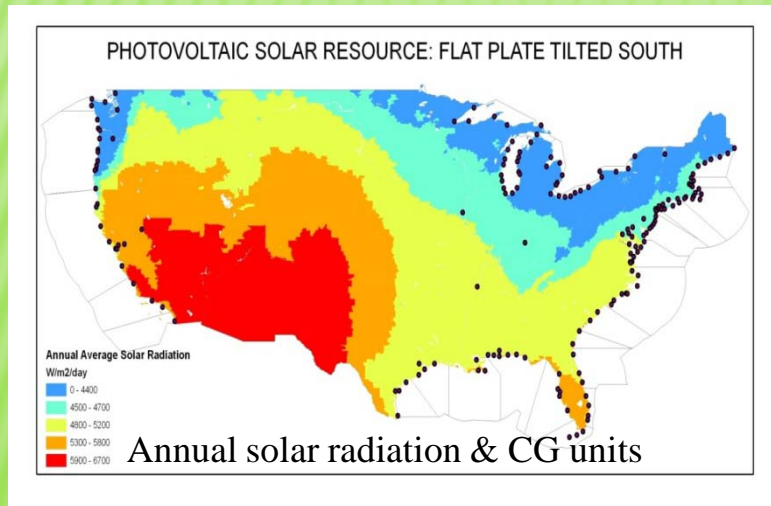 PHOTOVOLTAIC SOLAR RESOURCE: FLAT PLATE TILTED SOUTH
Annual Average Solar Radiation
W/m2/day
0 - 4400
4500 - 4700
4800 - 5200
5300 - 5800
5900 - 6700
Annual solar radiation & CG units